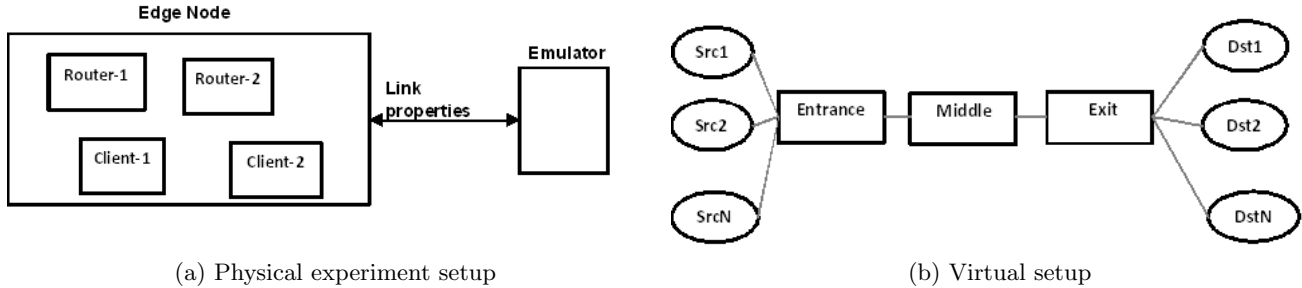 Edge Node
Router-1
Router-2
Client-1
Client-2
Link
properties
Emulator
(a) Physical experiment setup
Src1
Src2
SrcN
Entrance
Middle
Exit
Dst1
Dst2
DstN
(b) Virtual setup